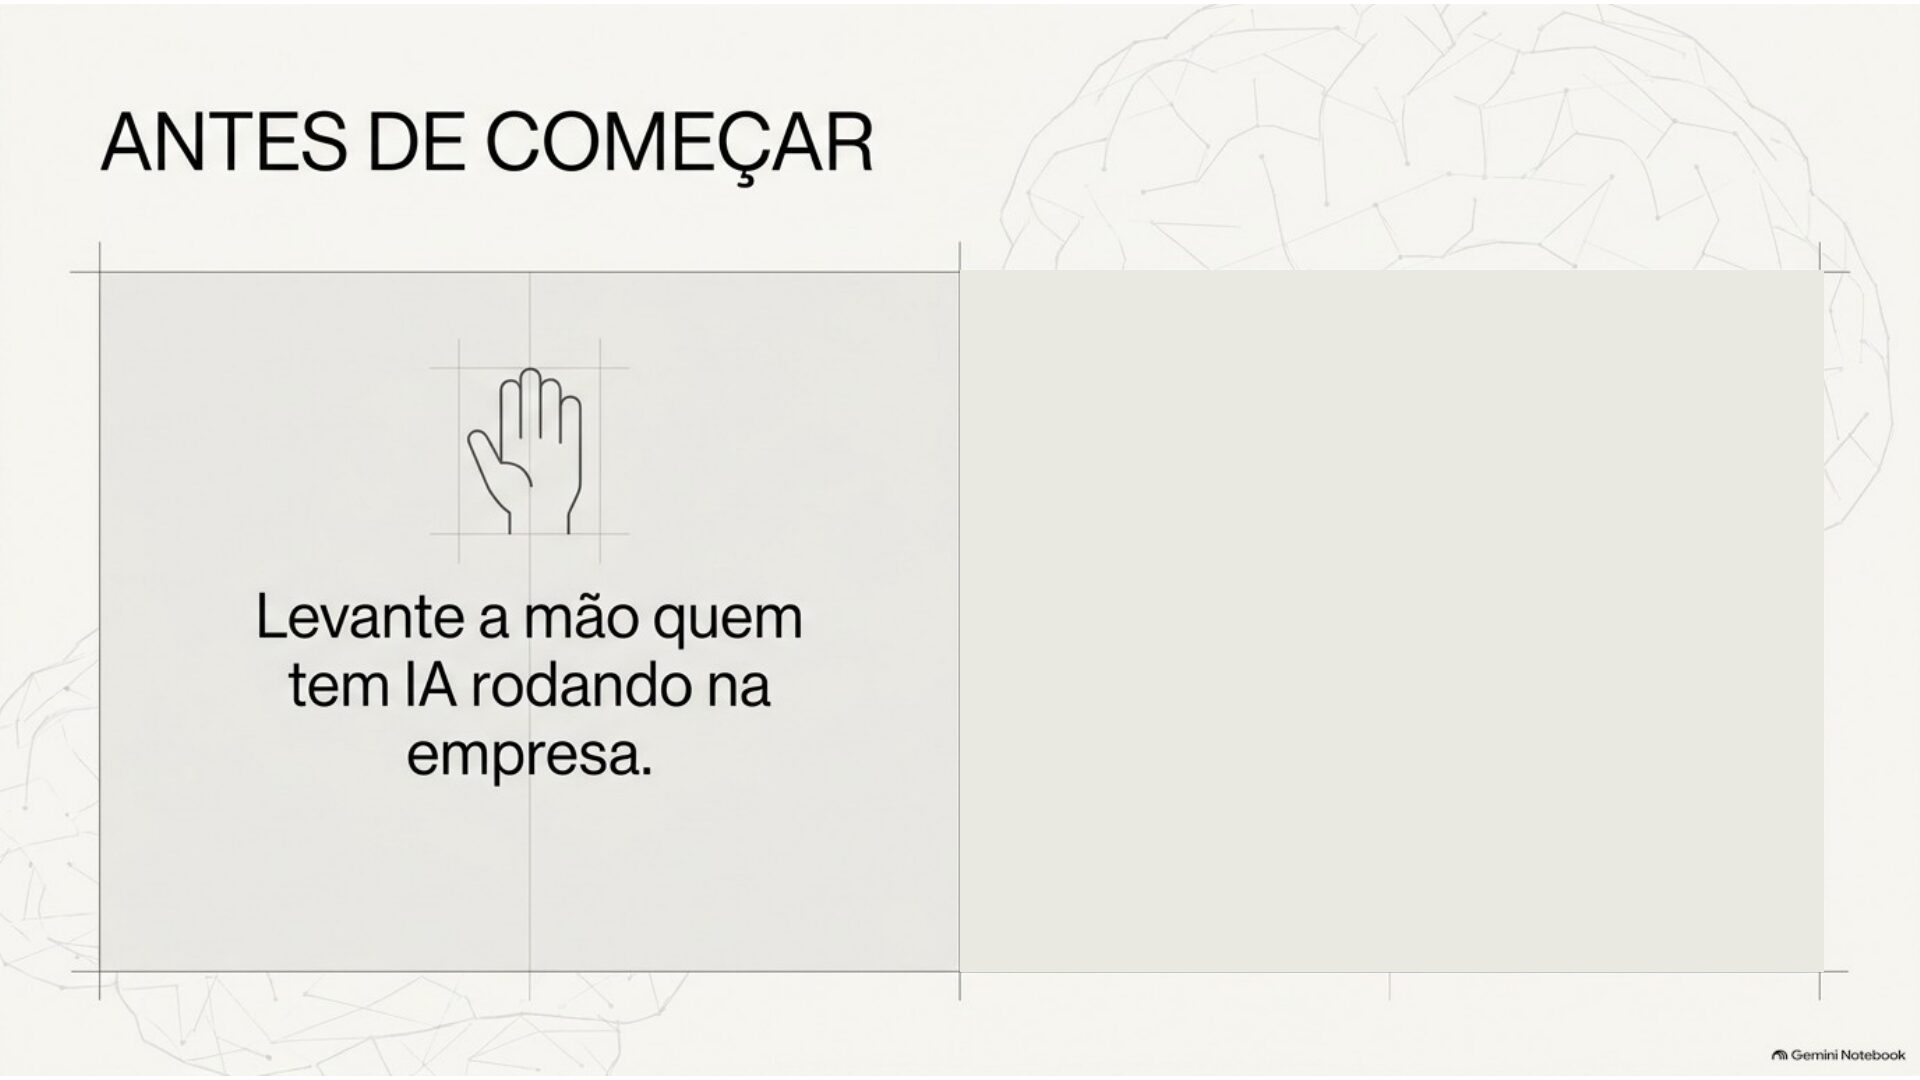 ANTES DE COMEÇAR
Levante a mão quem
tem IA rodando na
empresa.
Gemini Notebook